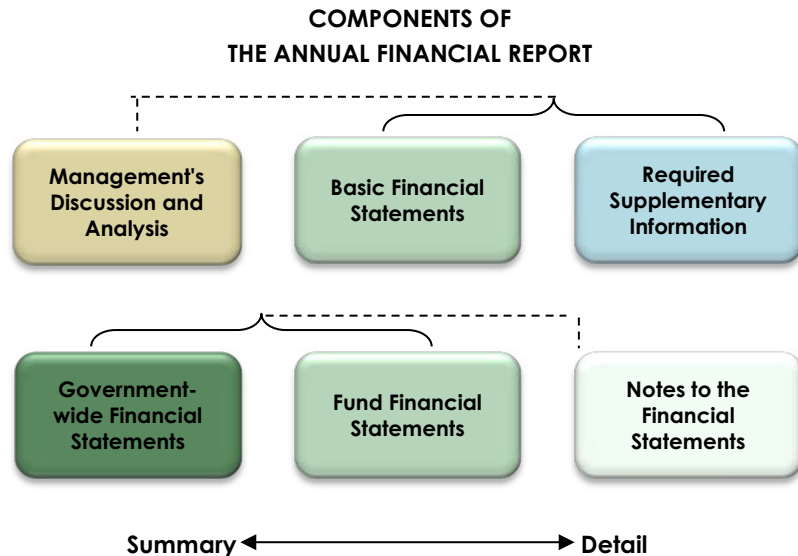 COMPONENTS OF
THE ANNUAL FINANCIAL REPORT
Management's
Discussion and
Analysis
Basic Financial
Statements
Required
Supplementary
Information
Government-
wide Financial
Statements
Fund Financial
Statements
Notes to the
Financial
Statements
Summary
Detail